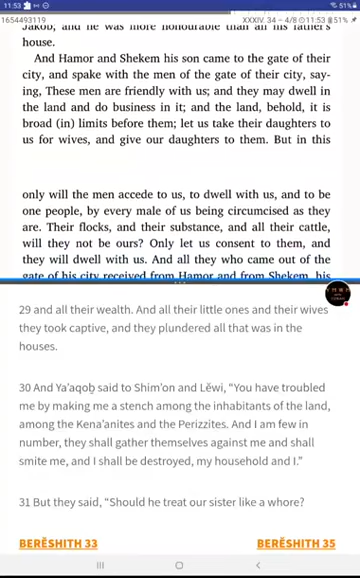 11:53
51%
1654493119
XXXIV. 34 – 4/8 11:53 51%
Jakob, and he was more honourable than all his father's
house.
And Hamor and Shekem his son came to the gate of their
city, and spake with the men of the gate of their city, say-
ing, These men are friendly with us; and they may dwell in
the land and do business in it; and the land, behold, it is
broad (in) limits before them; let us take their daughters to
us for wives, and give our daughters to them. But in this
only will the men accede to us, to dwell with us, and to be
one people, by every male of us being circumcised as they
are. Their flocks, and their substance, and all their cattle,
will they not be ours? Only let us consent to them, and
they will dwell with us. And all they who came out of the
gate of his city received from Hamor and from Shekem, his
29 and all their wealth. And all their little ones and their wives
they took captive, and they plundered all that was in the
houses.
30 And Ya'aqoḇ said to Shim'on and Lĕwi, "You have troubled
me by making me a stench among the inhabitants of the land,
among the Kena'anites and the Perizzites. And I am few in
number, they shall gather themselves against me and shall
smite me, and I shall be destroyed, my household and I."
31 But they said, "Should he treat our sister like a whore?
BERĔSHITH 33
BERĔSHITH 35